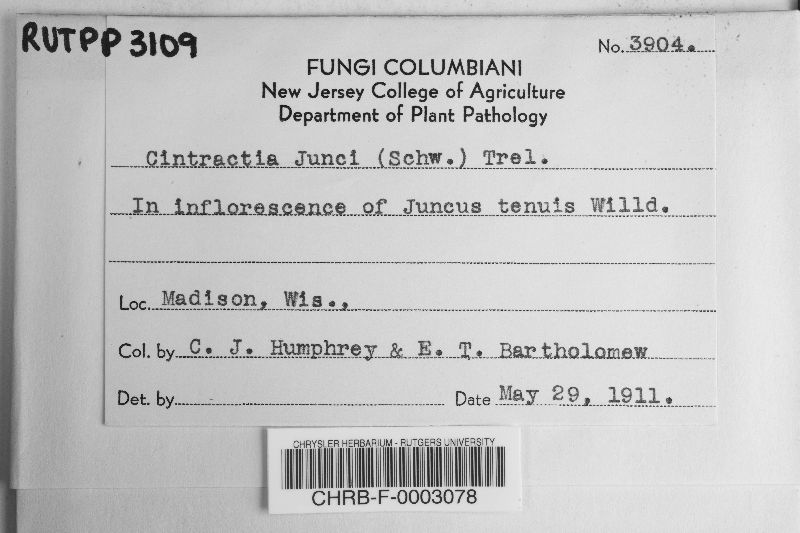 RUTPP 3109
No. 3904.
FUNGI COLUMBIANI
New Jersey College of Agriculture
Department of Plant Pathology
Cintractia Junci (Schw.) Trel.
In inflorescence of Juncus tenuis Willd.
Loc. Madison, Wis.,
Col. by C. J. Humphrey & E. T. Bartholomew
Det. by
Date May 29, 1911.
CHRYSLER HERBARIUM - RUTGERS UNIVERSITY
CHRB-F-0003078